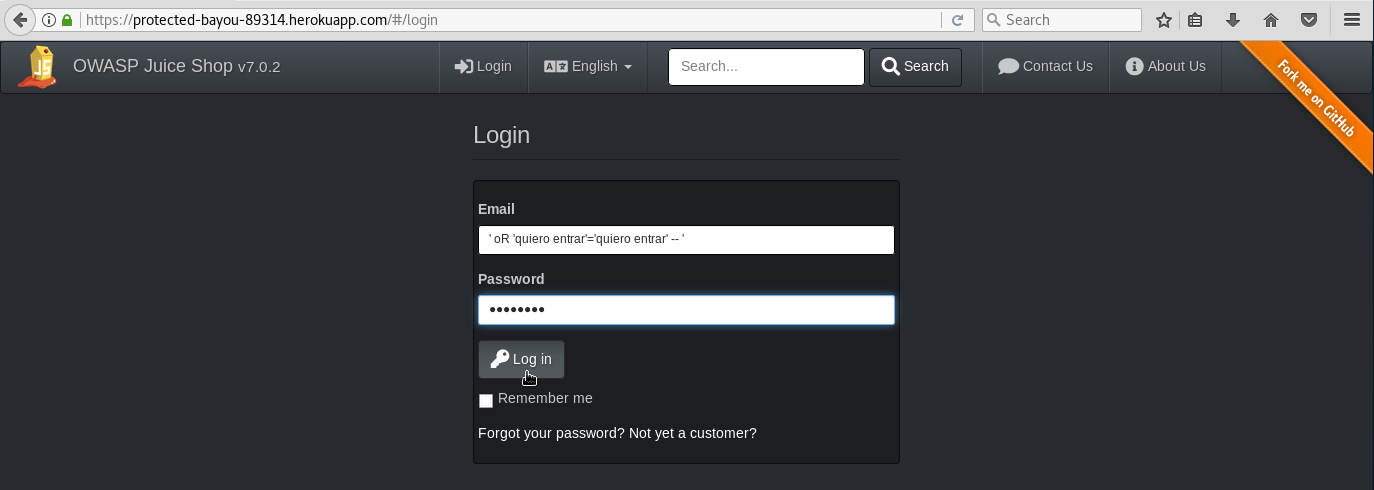 https://protected-bayou-89314.herokuapp.com/#/login
Search
JS
OWASP Juice Shop v7.0.2
Login
English
Search...
Search
Contact Us
About Us
Fork me on GitHub
Login
Email
' oR 'quiero entrar'='quiero entrar' -- '
Password
••••••••
Log in
Remember me
Forgot your password? Not yet a customer?